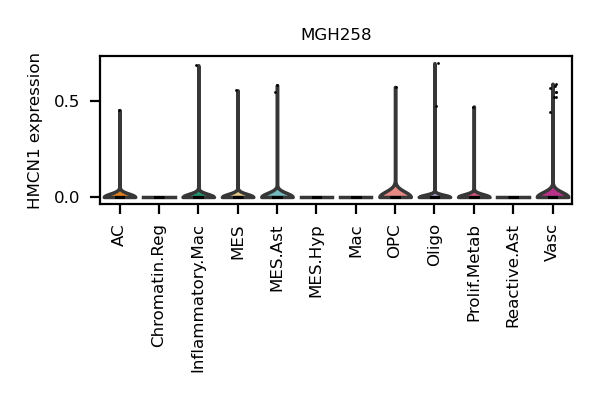 MGH258
HMCN1 expression
0.5
0.0
AC
Chromatin.Reg
Inflammatory.Mac
MES
MES.Ast
MES.Hyp
Mac
OPC
Oligo
Prolif.Metab
Reactive.Ast
Vasc